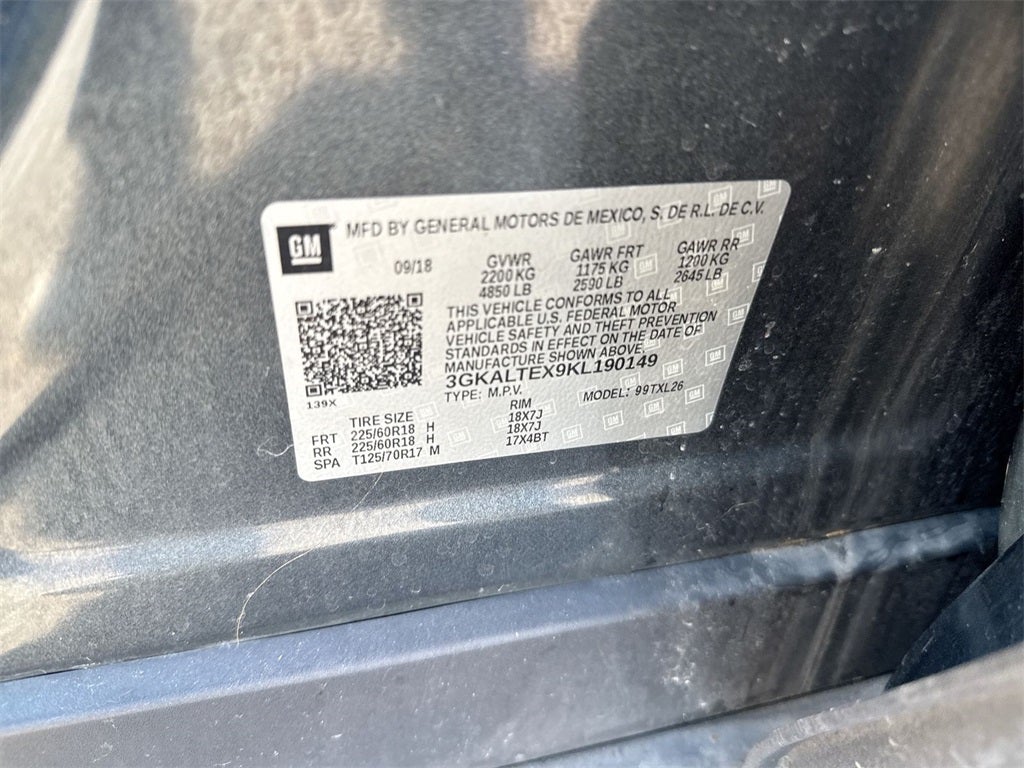 GM MFD BY GENERAL MOTORS DE MEXICO, S. DE R.L. DE C.V.
09/18 GVWR GAWR FRT GAWR RR
2200 KG 1175 KG 1200 KG
4850 LB 2590 LB 2645 LB
THIS VEHICLE CONFORMS TO ALL
APPLICABLE U.S. FEDERAL MOTOR
VEHICLE SAFETY AND THEFT PREVENTION
STANDARDS IN EFFECT ON THE DATE OF
MANUFACTURE SHOWN ABOVE.
3GKALTEX9KL190149
TYPE: M.P.V. MODEL: 99TXL26
139X
TIRE SIZE RIM
FRT 225/60R18 H 18X7J
RR 225/60R18 H 18X7J
SPA T125/70R17 M 17X4BT